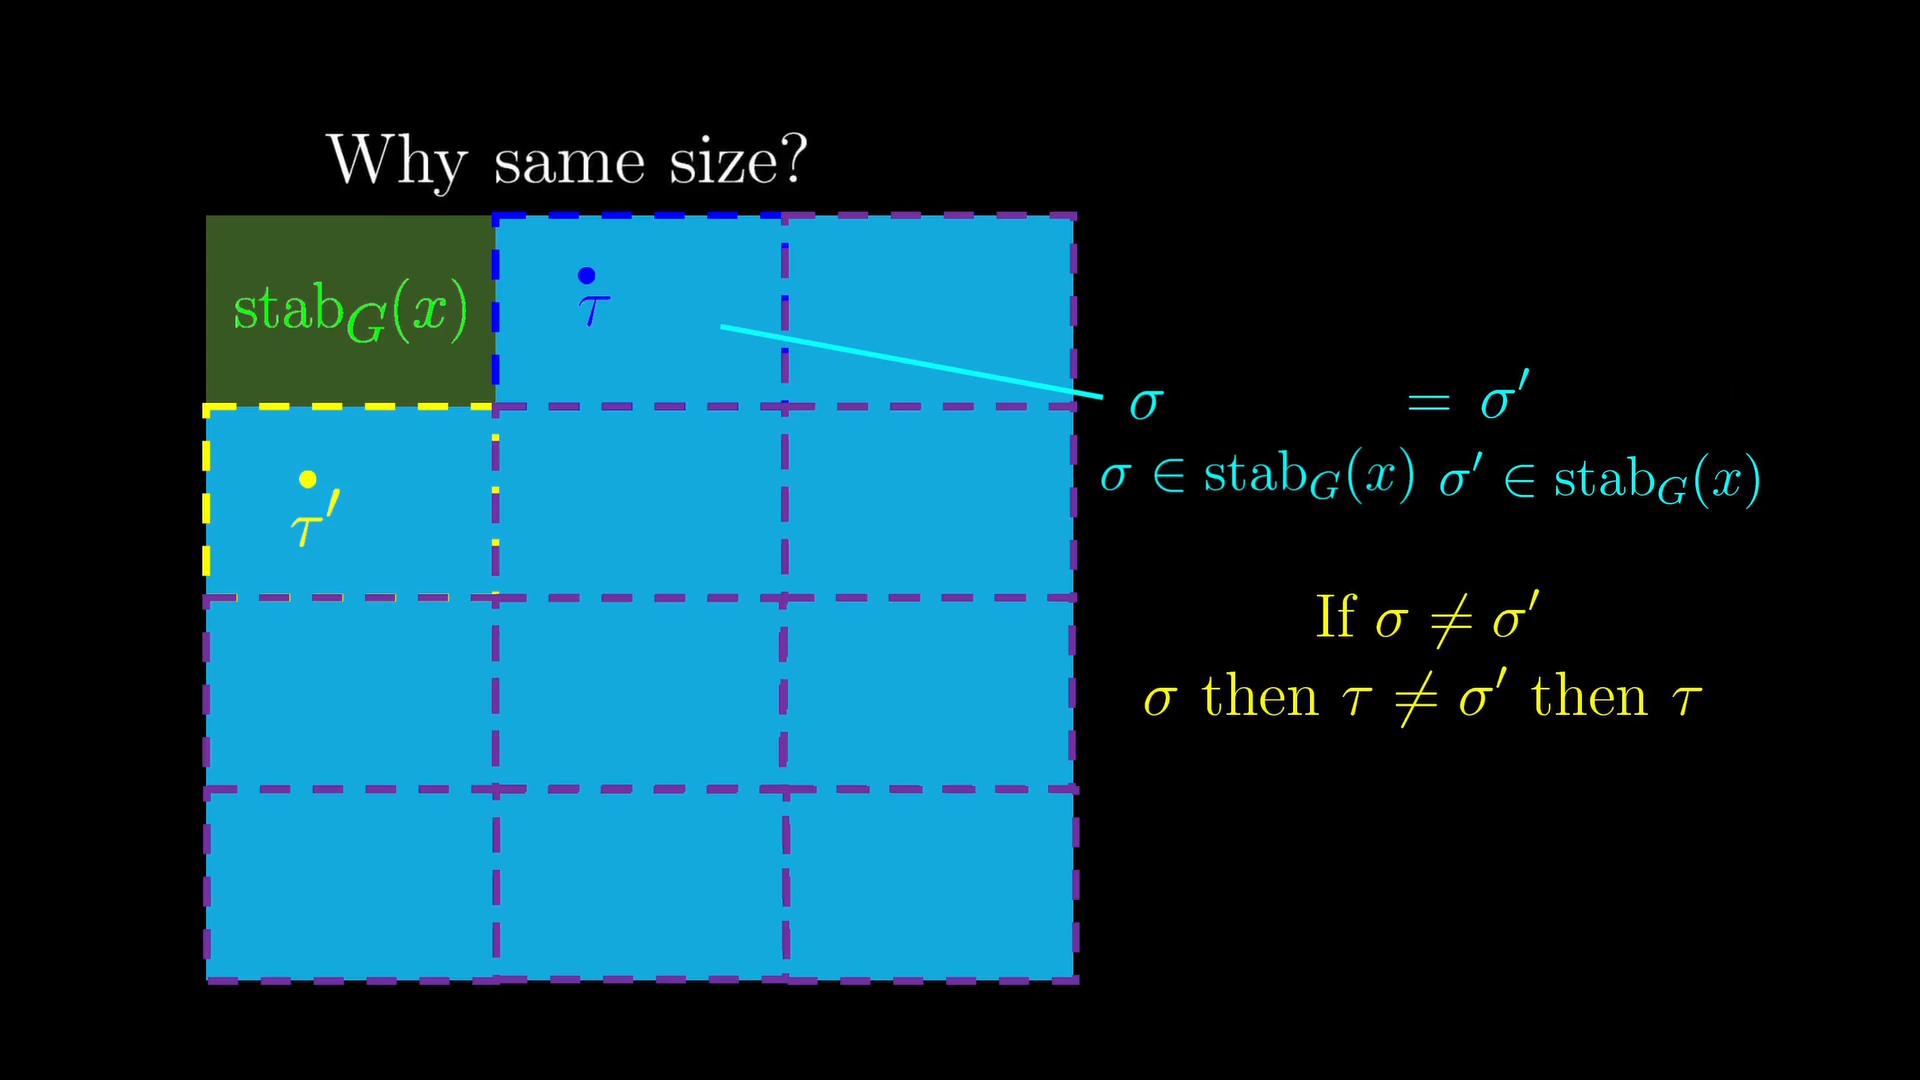 Why same size?
stab_G(x)
τ
τ′
σ = σ′
σ ∈ stab_G(x) σ′ ∈ stab_G(x)
If σ ≠ σ′
σ then τ ≠ σ′ then τ